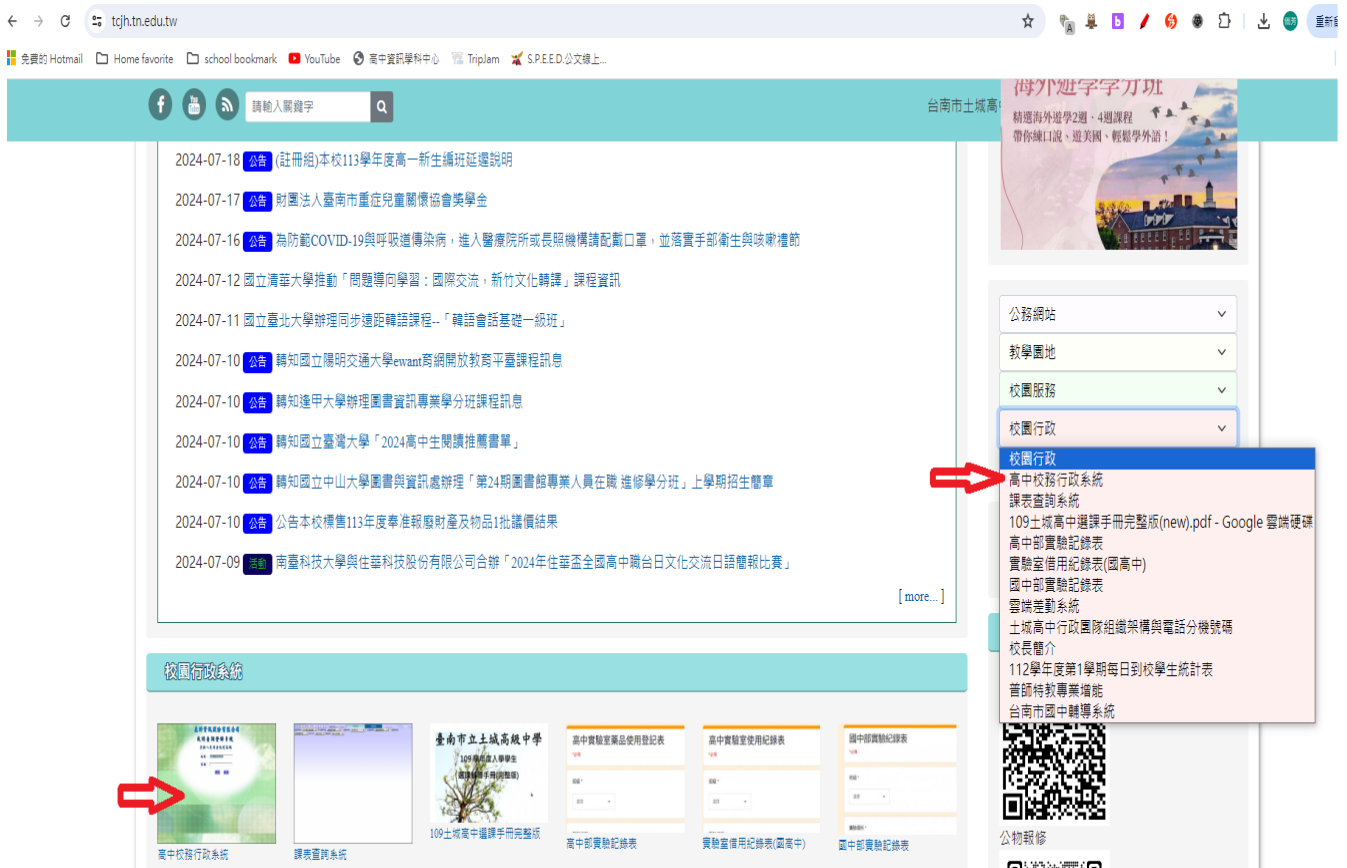 tcjh.tn.edu.tw
重新
免費的 Hotmail
Home favorite
school bookmark
YouTube
高中資訊學科中心
TripJam
S.P.E.E.D.公文線上...
請輸入關鍵字
台南市土城高
海外遊學學分班
精選海外遊學2週．4週課程
帶你練口說、遊美國、輕鬆學外語！
2024-07-18 公告 (註冊組)本校113學年度高一新生編班延遲說明
2024-07-17 公告 財團法人臺南市重症兒童關懷協會獎學金
2024-07-16 公告 為防範COVID-19與呼吸道傳染病，進入醫療院所或長照機構請配戴口罩，並落實手部衛生與咳嗽禮節
2024-07-12 國立清華大學推動「問題導向學習：國際交流，新竹文化轉譯」課程資訊
2024-07-11 國立臺北大學辦理同步遠距韓語課程--「韓語會話基礎一級班」
2024-07-10 公告 轉知國立陽明交通大學ewant育網開放教育平臺課程訊息
2024-07-10 公告 轉知逢甲大學辦理圖書資訊專業學分班課程訊息
2024-07-10 公告 轉知國立臺灣大學「2024高中生閱讀推薦書單」
2024-07-10 公告 轉知國立中山大學圖書與資訊處辦理「第24期圖書館專業人員在職 進修學分班」上學期招生簡章
2024-07-10 公告 公告本校標售113年度奉准報廢財產及物品1批議價結果
2024-07-09 活動 南臺科技大學與住華科技股份有限公司合辦「2024年住華盃全國高中職台日文化交流日語簡報比賽」
[ more... ]
公務網站
教學園地
校園服務
校園行政
校園行政
高中校務行政系統
課表查詢系統
109土城高中選課手冊完整版(new).pdf - Google 雲端硬碟
高中部實驗記錄表
實驗室借用紀錄表(國高中)
國中部實驗記錄表
雲端差勤系統
土城高中行政團隊組織架構與電話分機號碼
校長簡介
112學年度第1學期每日到校學生統計表
普師特教專業增能
台南市國中輔導系統
公物報修
校園行政系統
高中校務行政系統
課表查詢系統
臺南市立土城高級中學
109學年度入學學生
選課輔導手冊(完整版)
109土城高中選課手冊完整版
高中實驗室藥品使用登記表
高中部實驗記錄表
高中實驗室使用紀錄表
實驗室借用紀錄表(國高中)
國中部實驗紀錄表
國中部實驗記錄表